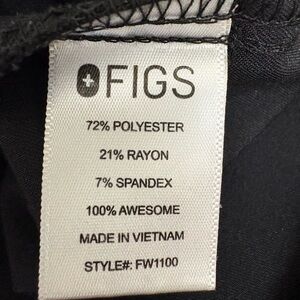 FIGS
72% POLYESTER
21% RAYON
7% SPANDEX
100% AWESOME
MADE IN VIETNAM
STYLE#: FW1100